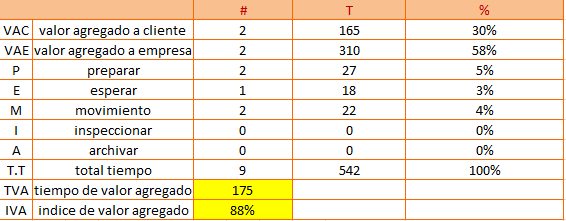 # T %
VAC valor agregado a cliente 2 165 30%
VAE valor agregado a empresa 2 310 58%
P preparar 2 27 5%
E esperar 1 18 3%
M movimiento 2 22 4%
I inspeccionar 0 0 0%
A archivar 0 0 0%
T.T total tiempo 9 542 100%
TVA tiempo de valor agregado 175
IVA indice de valor agregado 88%